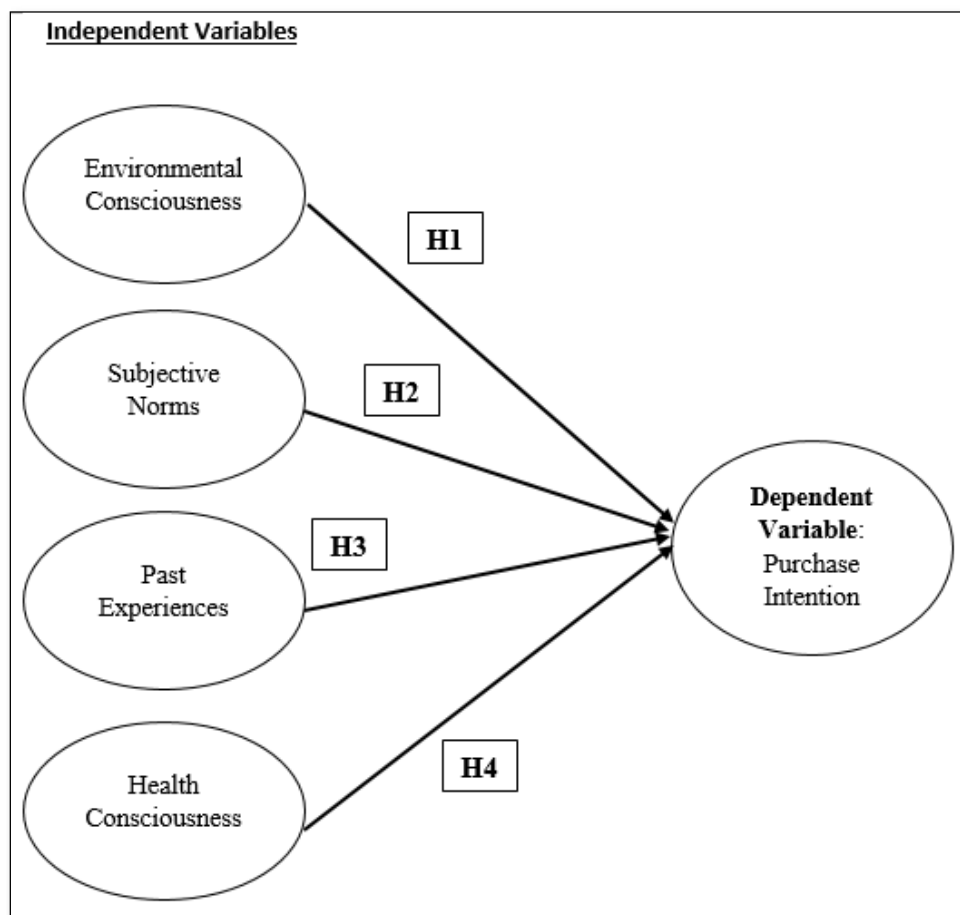 Independent Variables
Environmental
Consciousness
H1
Subjective
Norms
H2
Past
Experiences
H3
Health
Consciousness
H4
Dependent
Variable:
Purchase
Intention